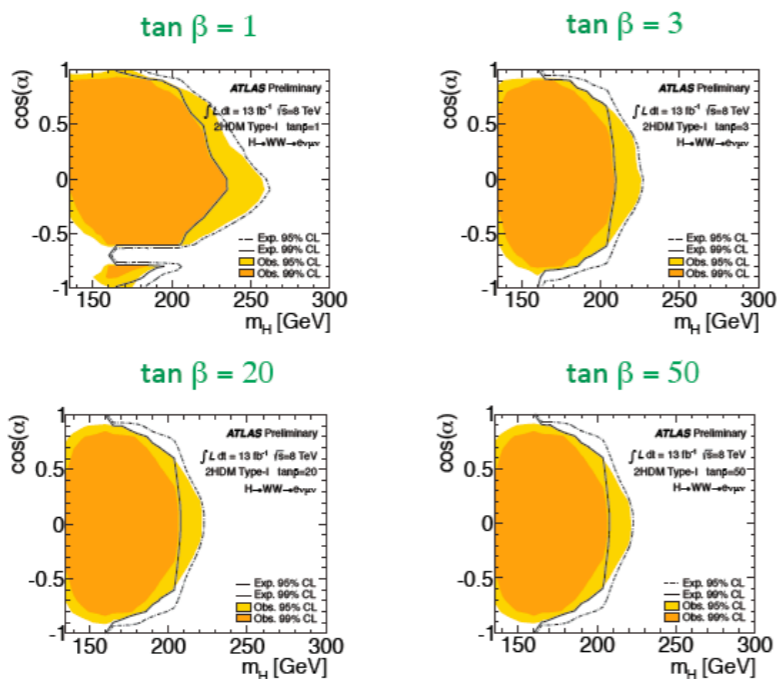 tan β = 1
cos(α)
1
0.5
0
-0.5
-1
ATLAS Preliminary
∫L dt = 13 fb⁻¹ √s=8 TeV
2HDM Type-I tanβ=1
H→WW→eνμν
Exp. 95% CL
Exp. 99% CL
Obs. 95% CL
Obs. 99% CL
150 200 250 300
m_H [GeV]
tan β = 3
cos(α)
1
0.5
0
-0.5
-1
ATLAS Preliminary
∫L dt = 13 fb⁻¹ √s=8 TeV
2HDM Type-I tanβ=3
H→WW→eνμν
Exp. 95% CL
Exp. 99% CL
Obs. 95% CL
Obs. 99% CL
150 200 250 300
m_H [GeV]
tan β = 20
cos(α)
1
0.5
0
-0.5
-1
ATLAS Preliminary
∫L dt = 13 fb⁻¹ √s=8 TeV
2HDM Type-I tanβ=20
H→WW→eνμν
Exp. 95% CL
Exp. 99% CL
Obs. 95% CL
Obs. 99% CL
150 200 250 300
m_H [GeV]
tan β = 50
cos(α)
1
0.5
0
-0.5
-1
ATLAS Preliminary
∫L dt = 13 fb⁻¹ √s=8 TeV
2HDM Type-I tanβ=50
H→WW→eνμν
Exp. 95% CL
Exp. 99% CL
Obs. 95% CL
Obs. 99% CL
150 200 250 300
m_H [GeV]